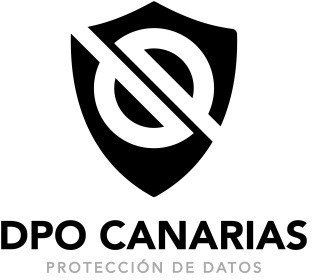 DPO CANARIAS
PROTECCIÓN DE DATOS